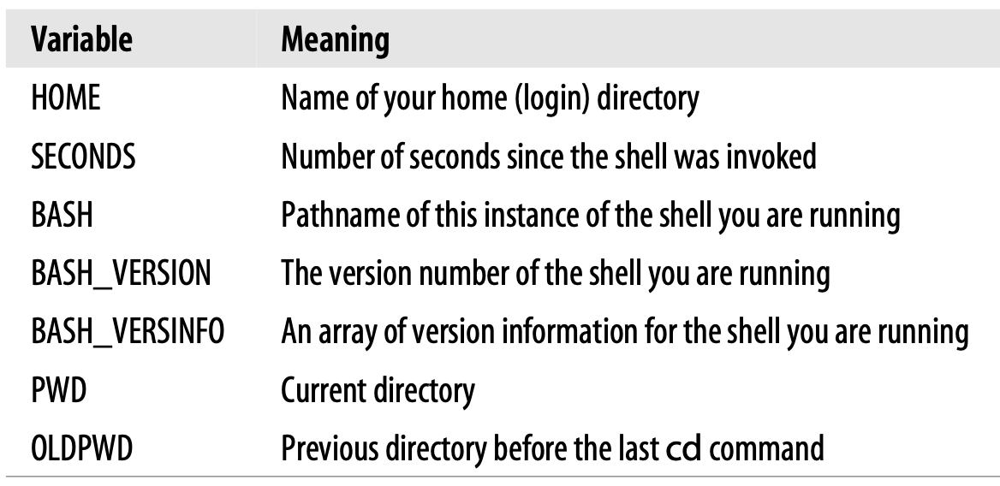 Variable Meaning
HOME Name of your home (login) directory
SECONDS Number of seconds since the shell was invoked
BASH Pathname of this instance of the shell you are running
BASH_VERSION The version number of the shell you are running
BASH_VERSINFO An array of version information for the shell you are running
PWD Current directory
OLDPWD Previous directory before the last cd command